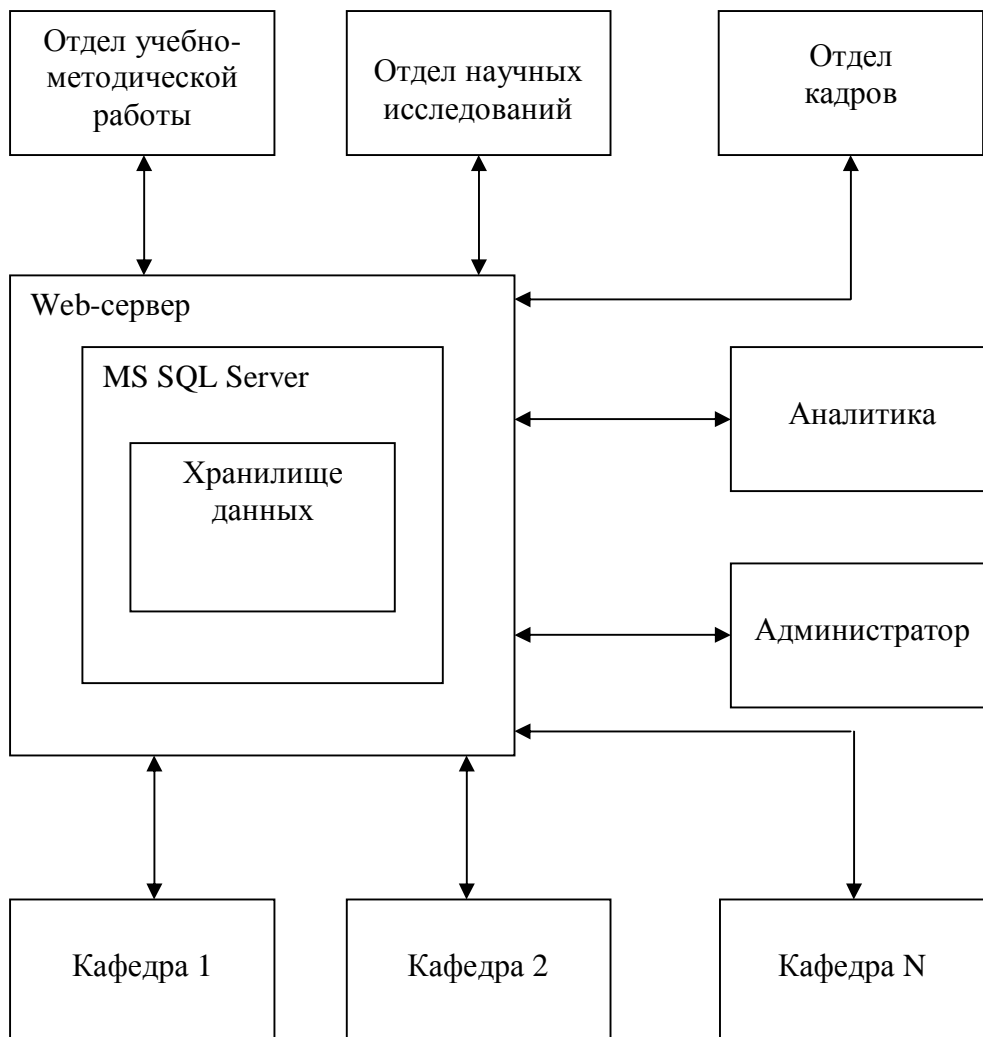 Отдел учебно-
методической
работы
Отдел научных
исследований
Отдел
кадров
Web-сервер
MS SQL Server
Хранилище
данных
Аналитика
Администратор
Кафедра 1
Кафедра 2
Кафедра N